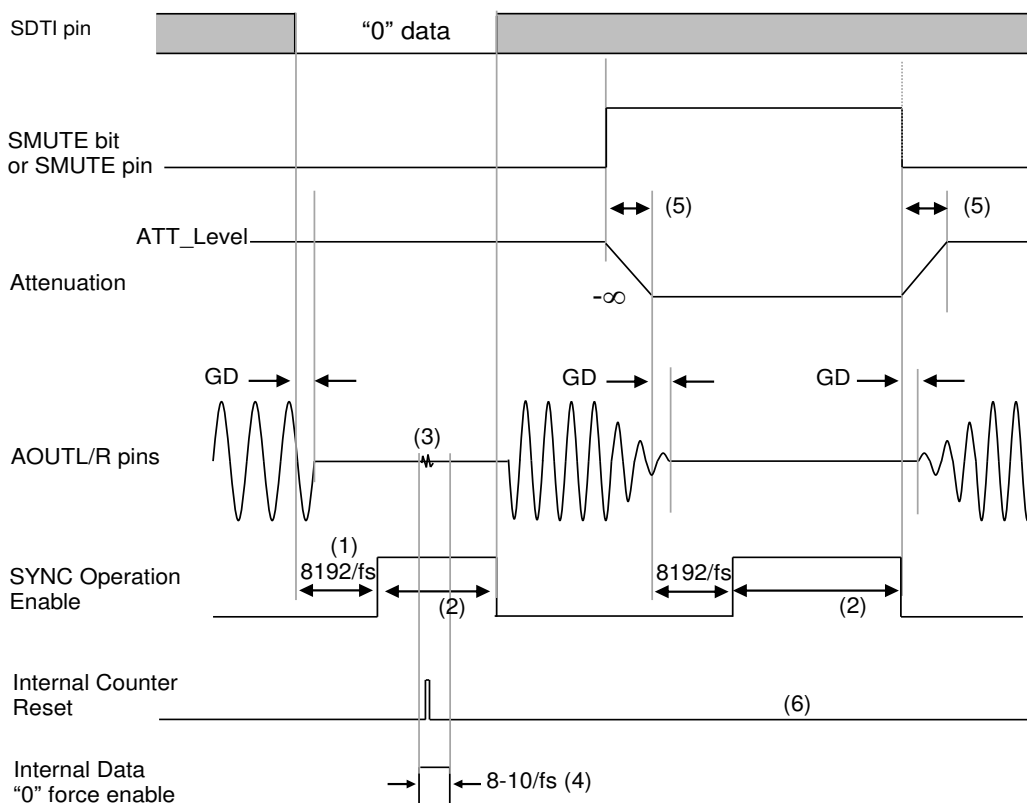 SDTI pin
“0” data
SMUTE bit
or SMUTE pin
(5)
(5)
ATT_Level
Attenuation
-∞
GD
GD
GD
(3)
AOUTL/R pins
(1)
8192/fs
8192/fs
SYNC Operation
Enable
(2)
(2)
Internal Counter
Reset
(6)
Internal Data
“0” force enable
8-10/fs (4)